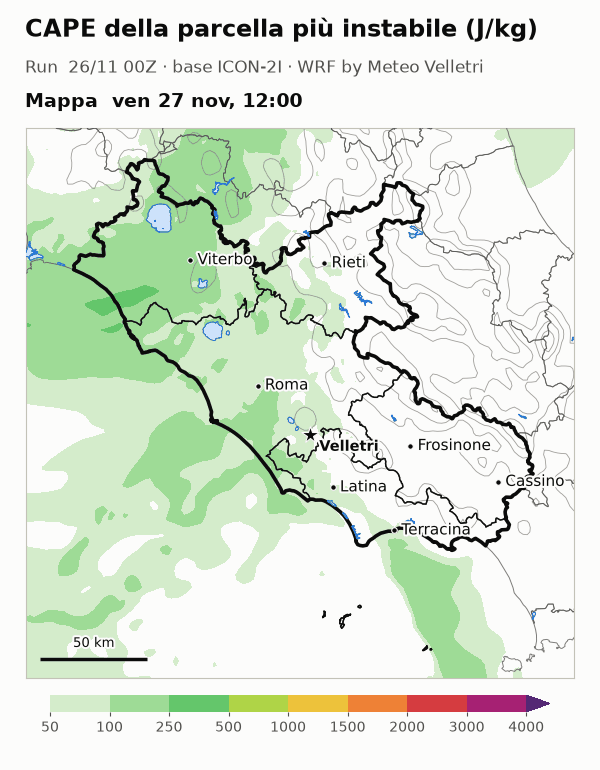 CAPE della parcella più instabile (J/kg)
Run  26/11 00Z · base ICON-2I · WRF by Meteo Velletri
Mappa  ven 27 nov, 12:00
Viterbo
Rieti
Roma
Velletri
Frosinone
Cassino
Latina
Terracina
50 km
50 100 250 500 1000 1500 2000 3000 4000